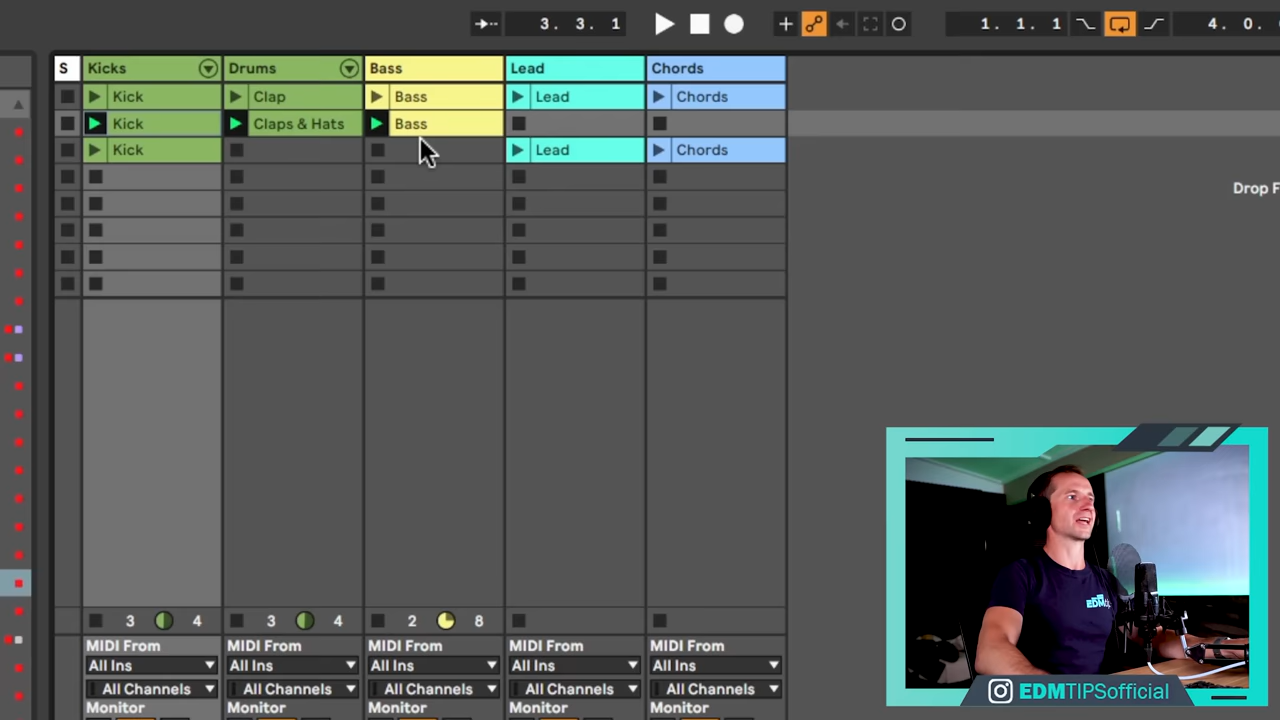 3. 3. 1
1. 1. 1
4. 0.
S Kicks Drums Bass Lead Chords
Kick Clap Bass Lead Chords
Kick Claps & Hats Bass
Kick Lead Chords
Drop F
3 4 3 4 2 8
MIDI From MIDI From MIDI From MIDI From MIDI From
All Ins All Ins All Ins All Ins All Ins
All Channels All Channels All Channels All Channels All Channels
Monitor Monitor Monitor Monitor Monitor
EDMTIPSofficial